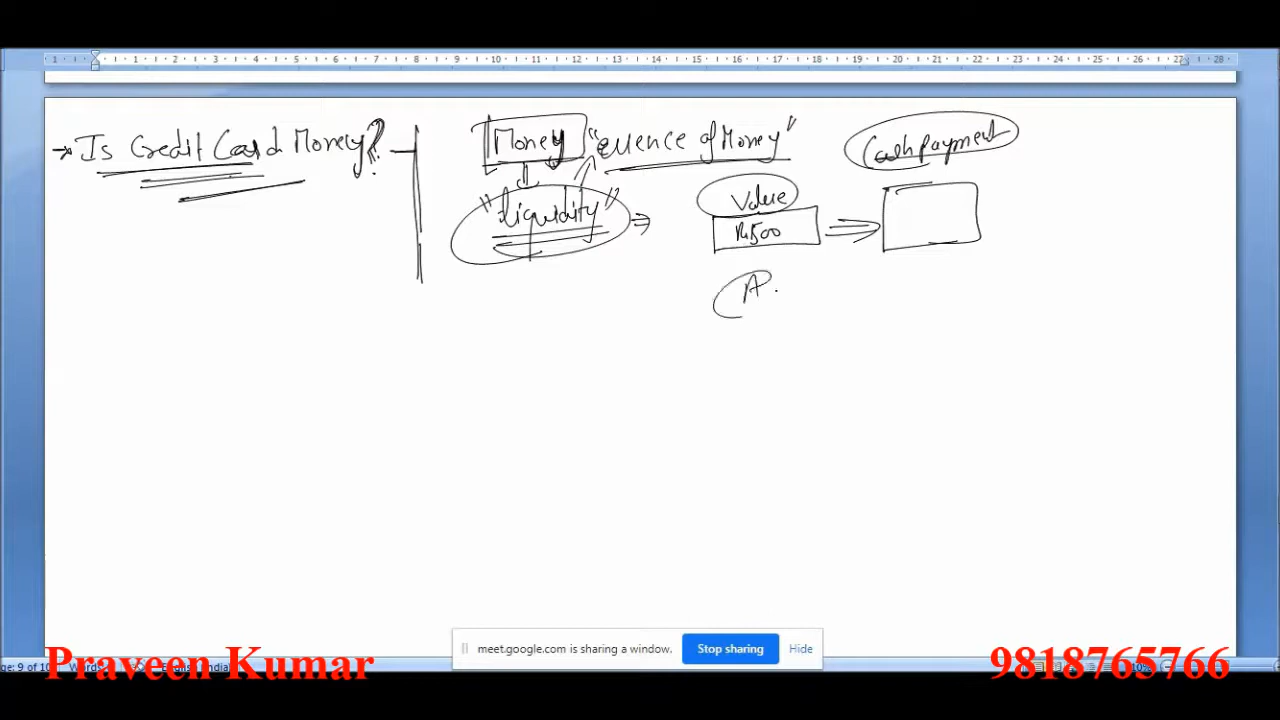 → Is Credit Card Money?
Money "essence of Money"
Cash payment
"liquidity" ⇒
Value
Rs500 ⇒
A.
meet.google.com is sharing a window.
Stop sharing
Hide
Praveen Kumar
9818765766